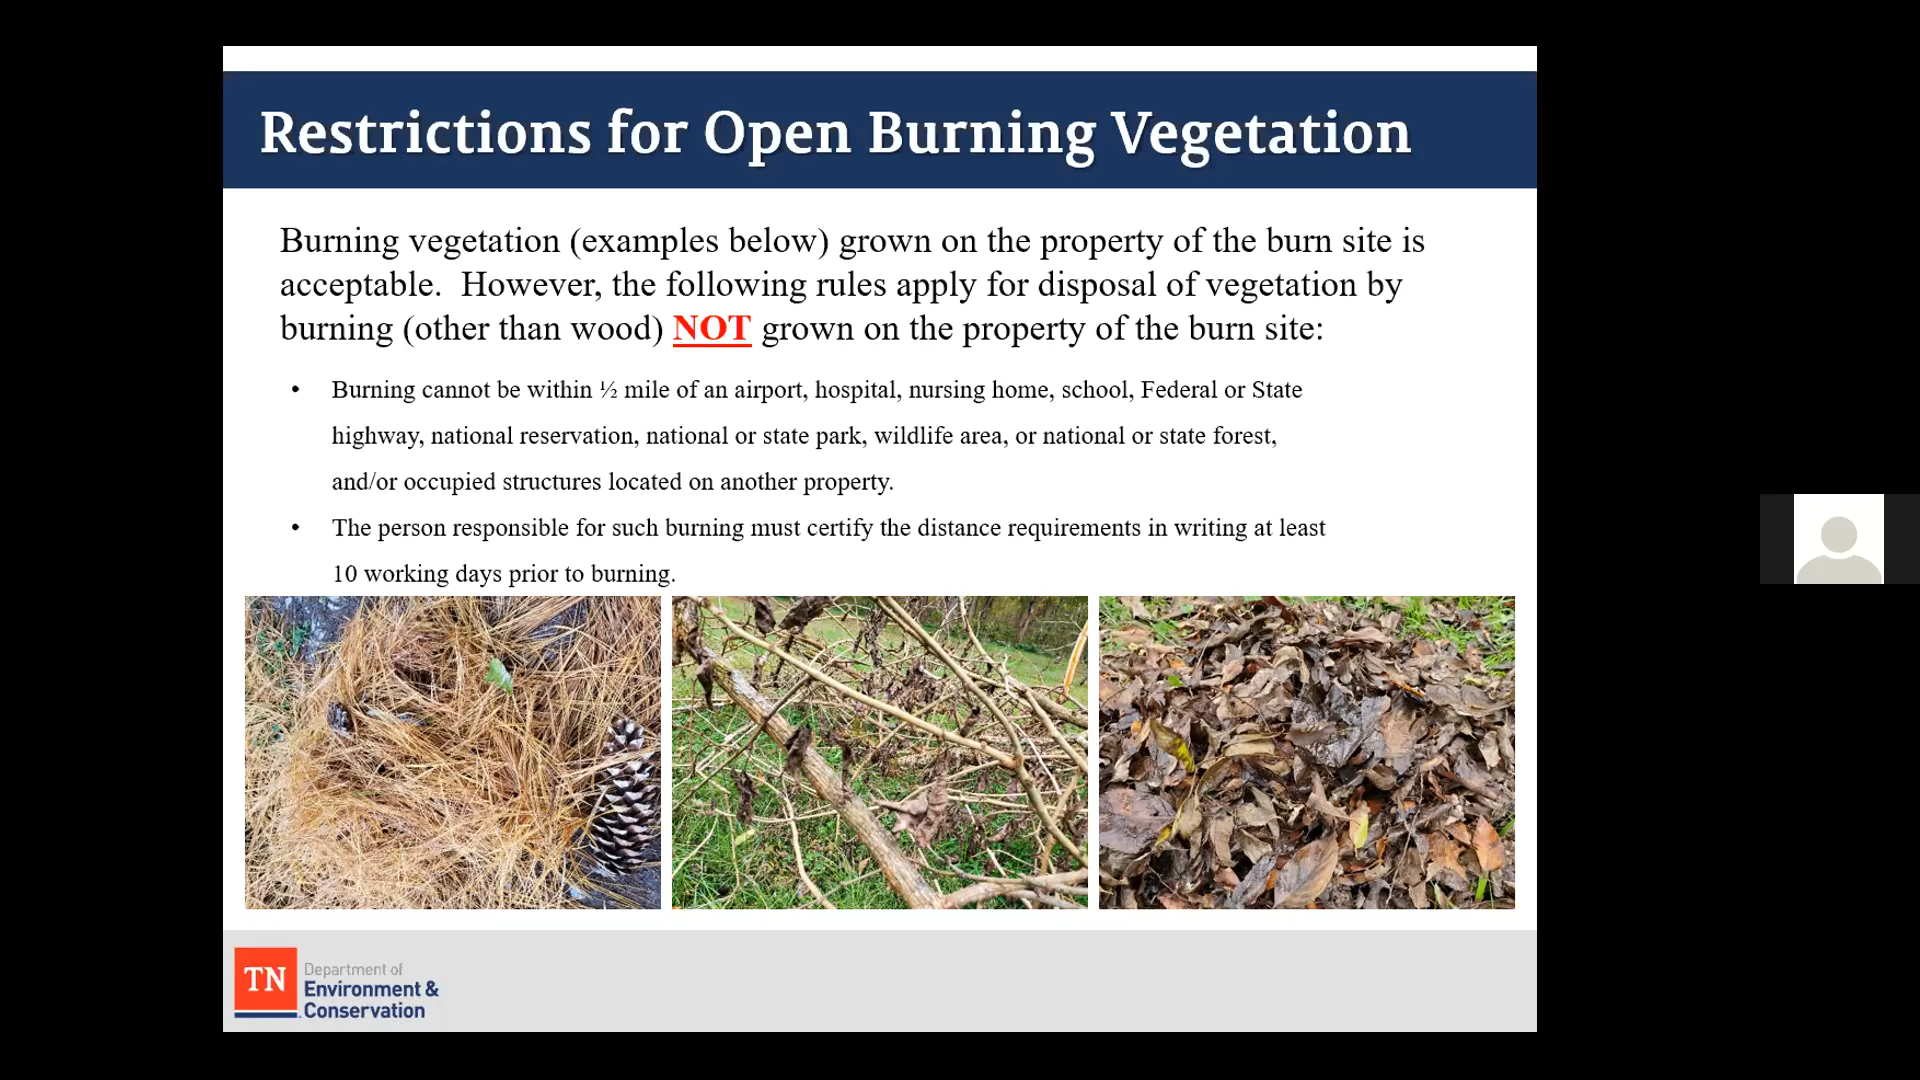 Restrictions for Open Burning Vegetation
Burning vegetation (examples below) grown on the property of the burn site is
acceptable.  However, the following rules apply for disposal of vegetation by
burning (other than wood) NOT grown on the property of the burn site:
• Burning cannot be within ½ mile of an airport, hospital, nursing home, school, Federal or State
highway, national reservation, national or state park, wildlife area, or national or state forest,
and/or occupied structures located on another property.
• The person responsible for such burning must certify the distance requirements in writing at least
10 working days prior to burning.
TN
Department of
Environment &
Conservation